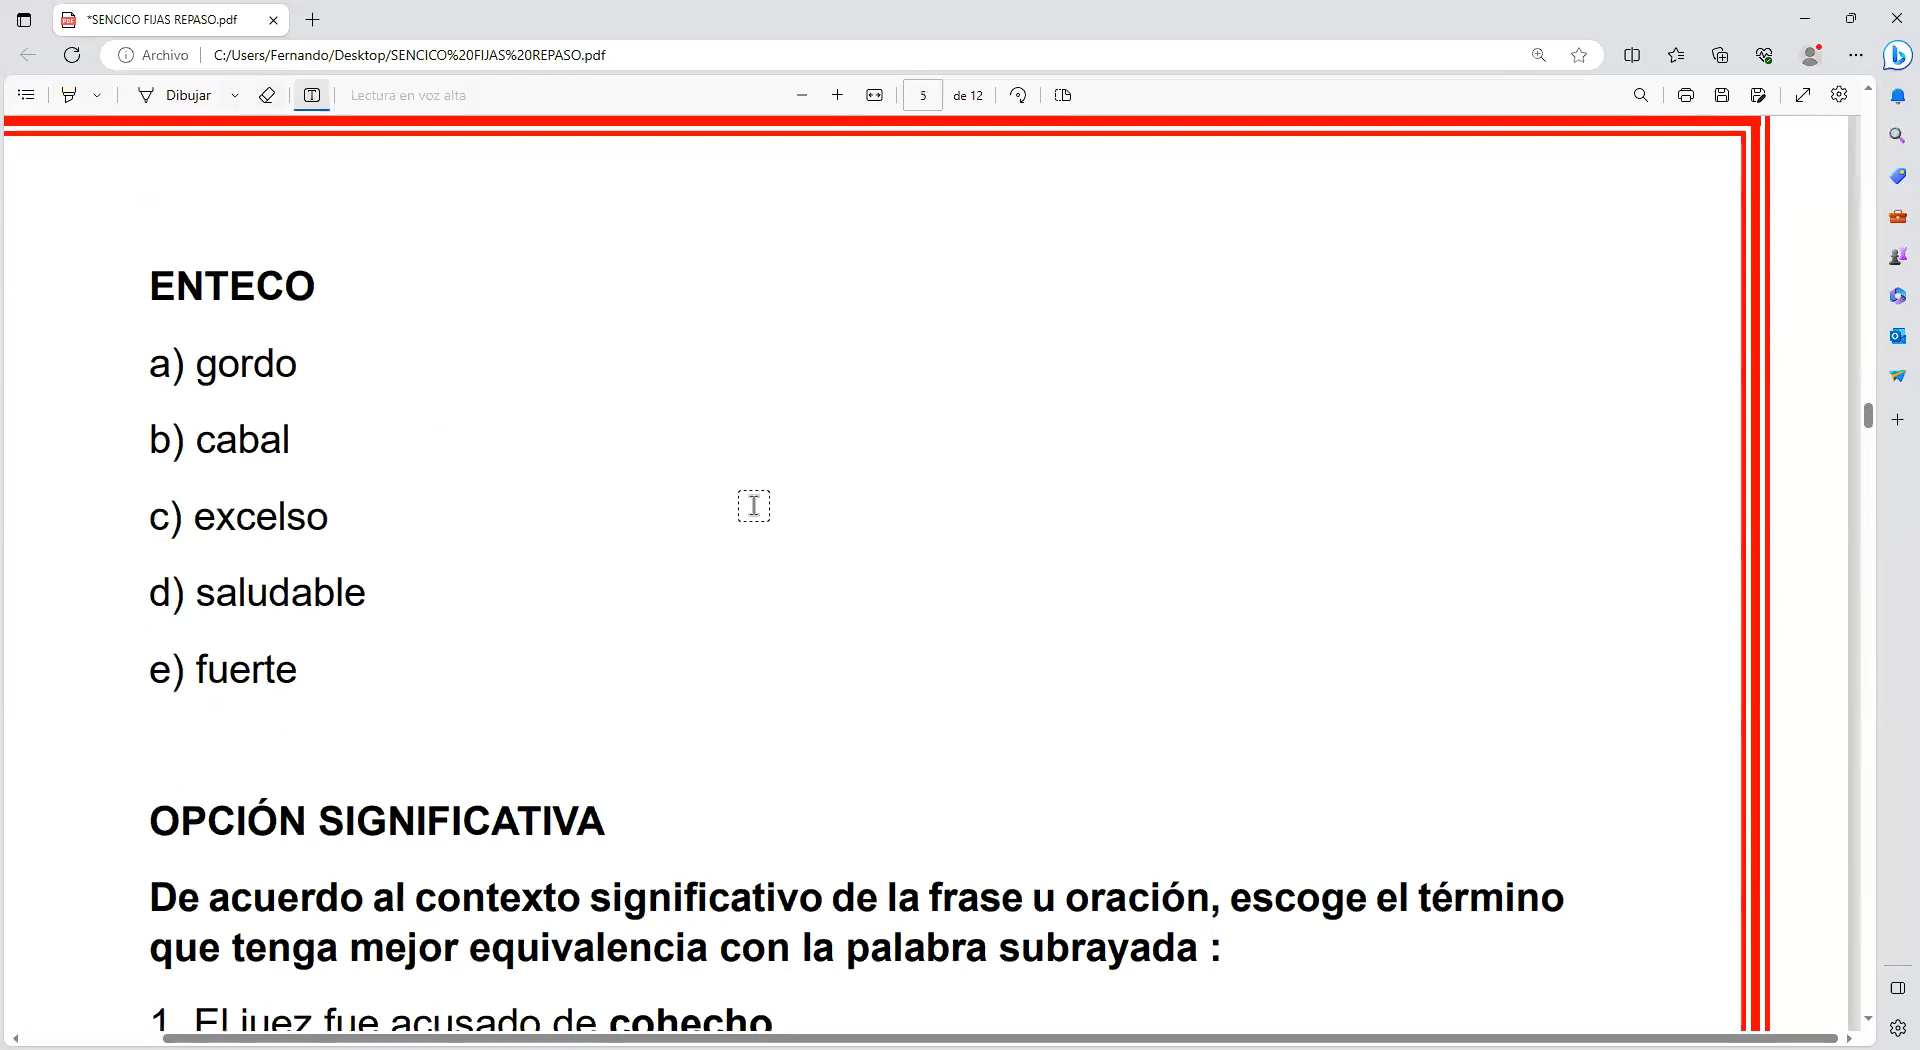 *SENCICO FIJAS REPASO.pdf
Archivo
C:/Users/Fernando/Desktop/SENCICO%20FIJAS%20REPASO.pdf
Dibujar
Lectura en voz alta
5
de 12
ENTECO
a) gordo
b) cabal
c) excelso
d) saludable
e) fuerte
OPCIÓN SIGNIFICATIVA
De acuerdo al contexto significativo de la frase u oración, escoge el término
que tenga mejor equivalencia con la palabra subrayada :
1. El juez fue acusado de cohecho